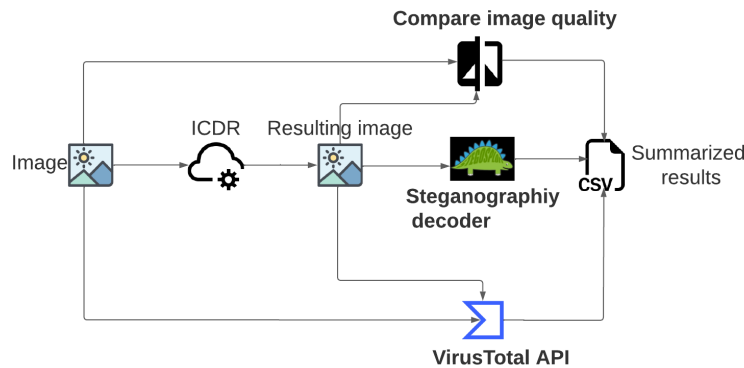 Compare image quality
ICDR
Resulting image
Image
Summarized
results
CSV
Steganographiy
decoder
VirusTotal API